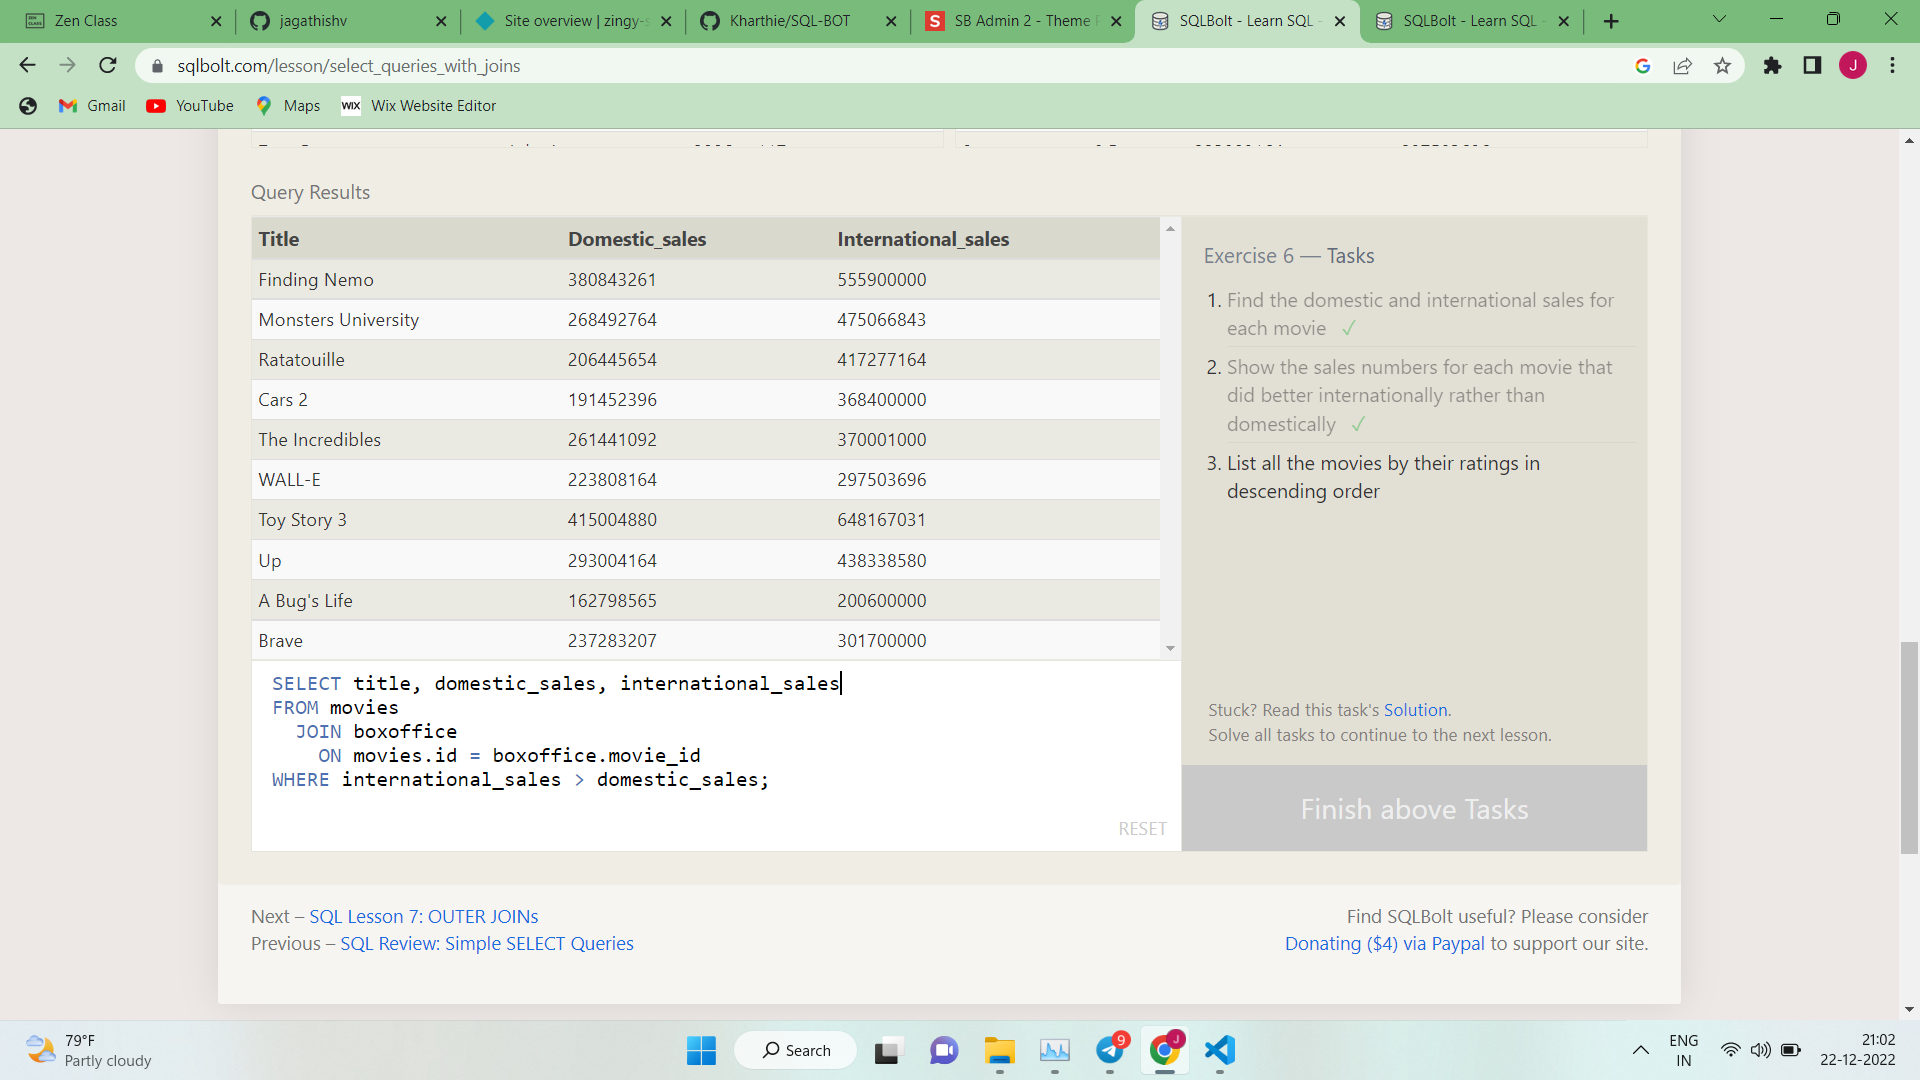 Zen Class
jagathishv
Site overview | zingy-s
Kharthie/SQL-BOT
SB Admin 2 - Theme
SQLBolt - Learn SQL -
SQLBolt - Learn SQL -
sqlbolt.com/lesson/select_queries_with_joins
J
Gmail
YouTube
Maps
WIX Wix Website Editor
Query Results
Title Domestic_sales International_sales
Finding Nemo 380843261 555900000
Monsters University 268492764 475066843
Ratatouille 206445654 417277164
Cars 2 191452396 368400000
The Incredibles 261441092 370001000
WALL-E 223808164 297503696
Toy Story 3 415004880 648167031
Up 293004164 438338580
A Bug's Life 162798565 200600000
Brave 237283207 301700000
SELECT title, domestic_sales, international_sales
FROM movies
JOIN boxoffice
ON movies.id = boxoffice.movie_id
WHERE international_sales > domestic_sales;
RESET
Exercise 6 — Tasks
1. Find the domestic and international sales for
each movie ✓
2. Show the sales numbers for each movie that
did better internationally rather than
domestically ✓
3. List all the movies by their ratings in
descending order
Stuck? Read this task's Solution.
Solve all tasks to continue to the next lesson.
Finish above Tasks
Next – SQL Lesson 7: OUTER JOINs
Previous – SQL Review: Simple SELECT Queries
Find SQLBolt useful? Please consider
Donating ($4) via Paypal to support our site.
79°F
Partly cloudy
Search
9
J
ENG
IN
21:02
22-12-2022